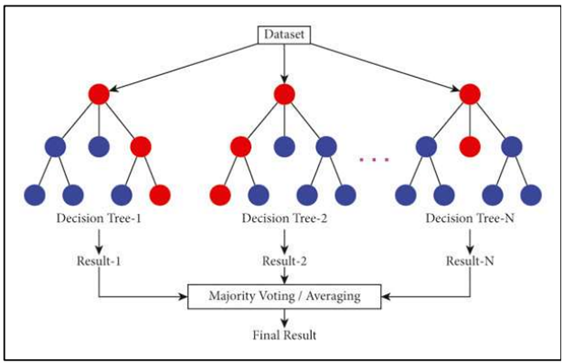 Dataset
Decision Tree-1
Decision Tree-2
Decision Tree-N
Result-1
Result-2
Result-N
Majority Voting / Averaging
Final Result